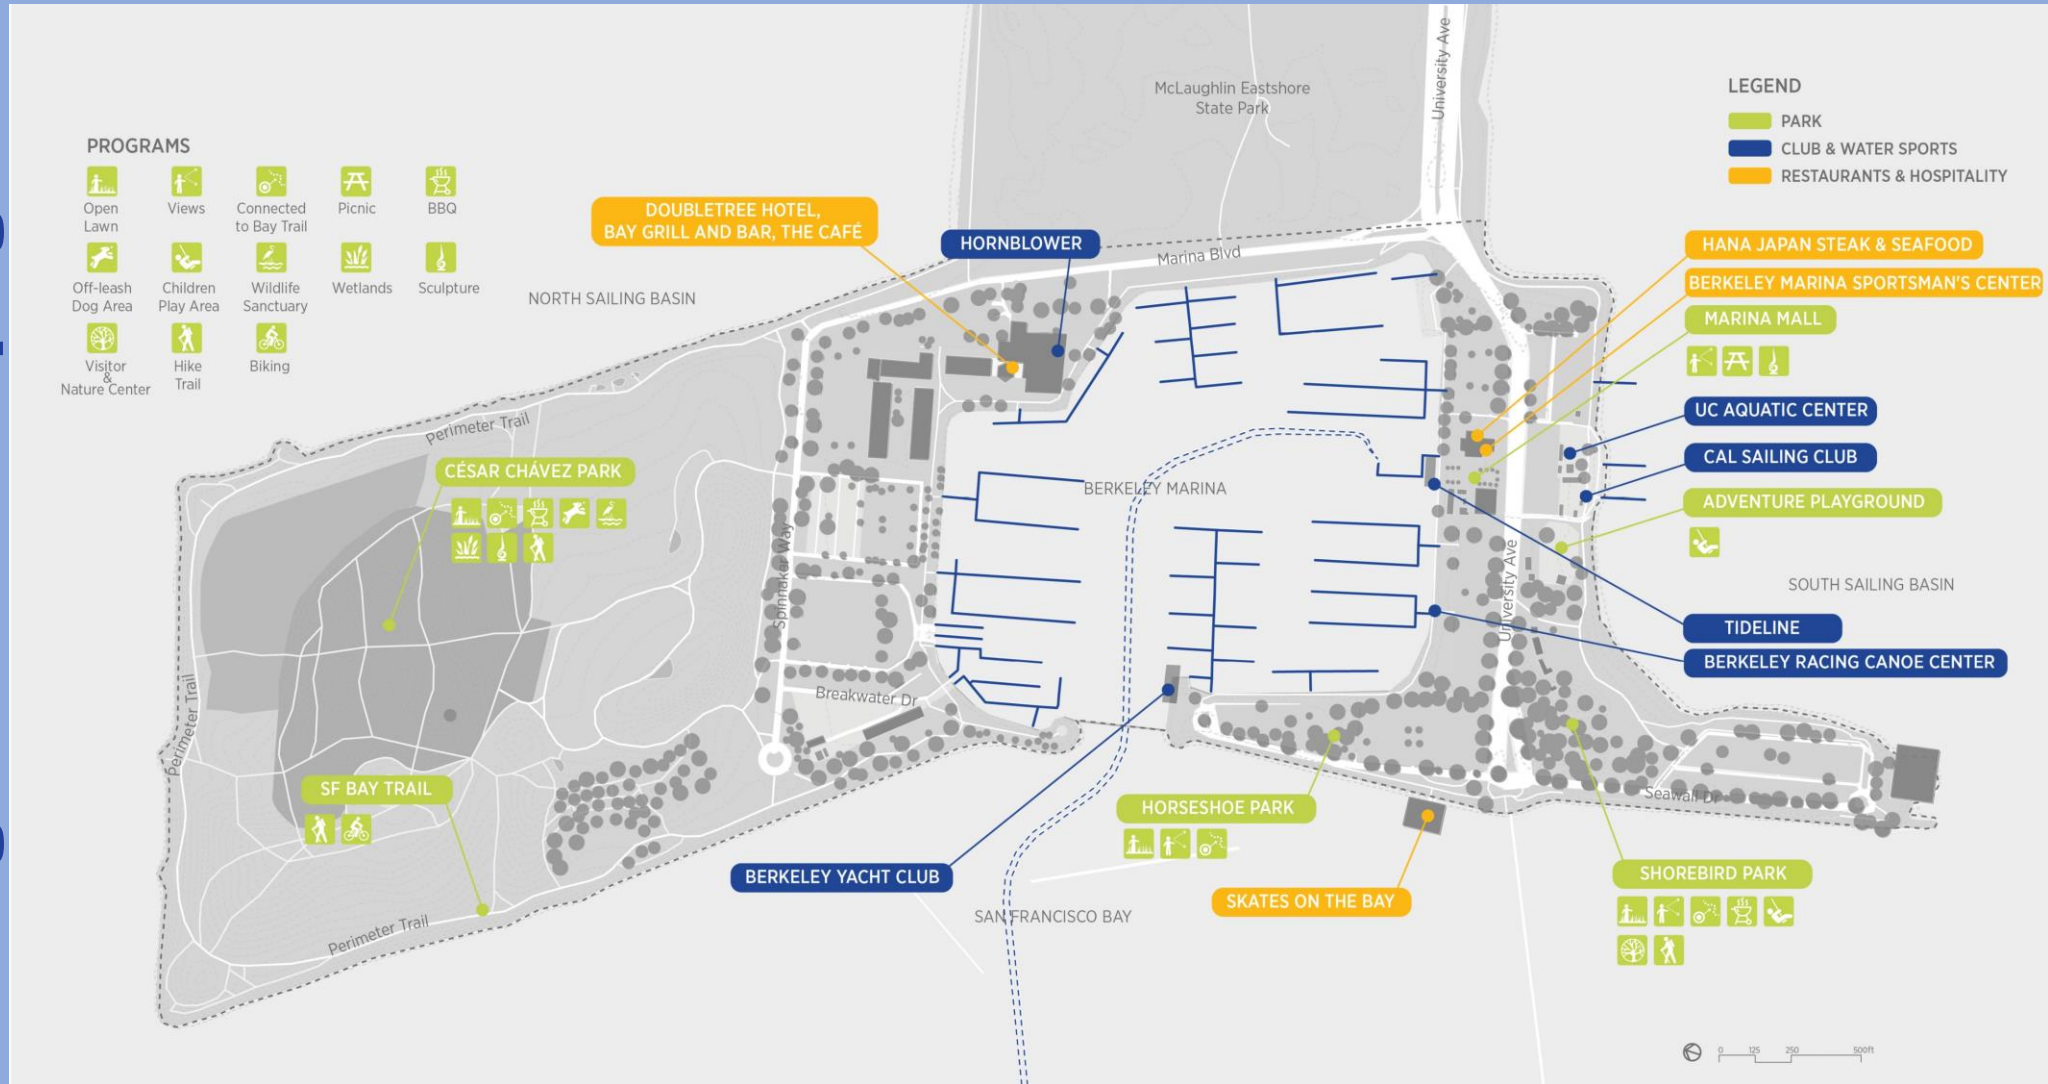 PROGRAMS
Open
Lawn
Views
Connected
to Bay Trail
Picnic
BBQ
Off-leash
Dog Area
Children
Play Area
Wildlife
Sanctuary
Wetlands
Sculpture
Visitor
&
Nature Center
Hike
Trail
Biking
LEGEND
PARK
CLUB & WATER SPORTS
RESTAURANTS & HOSPITALITY
McLaughlin Eastshore
State Park
University Ave
DOUBLETREE HOTEL,
BAY GRILL AND BAR, THE CAFÉ
HORNBLOWER
Marina Blvd
NORTH SAILING BASIN
HANA JAPAN STEAK & SEAFOOD
BERKELEY MARINA SPORTSMAN'S CENTER
MARINA MALL
UC AQUATIC CENTER
CAL SAILING CLUB
ADVENTURE PLAYGROUND
SOUTH SAILING BASIN
TIDELINE
BERKELEY RACING CANOE CENTER
Perimeter Trail
CÉSAR CHÁVEZ PARK
BERKELEY MARINA
Spinnaker Way
University Ave
Breakwater Dr
Perimeter Trail
SF BAY TRAIL
Perimeter Trail
HORSESHOE PARK
Seawall Dr
BERKELEY YACHT CLUB
SKATES ON THE BAY
SHOREBIRD PARK
SAN FRANCISCO BAY
0 125 250 500ft